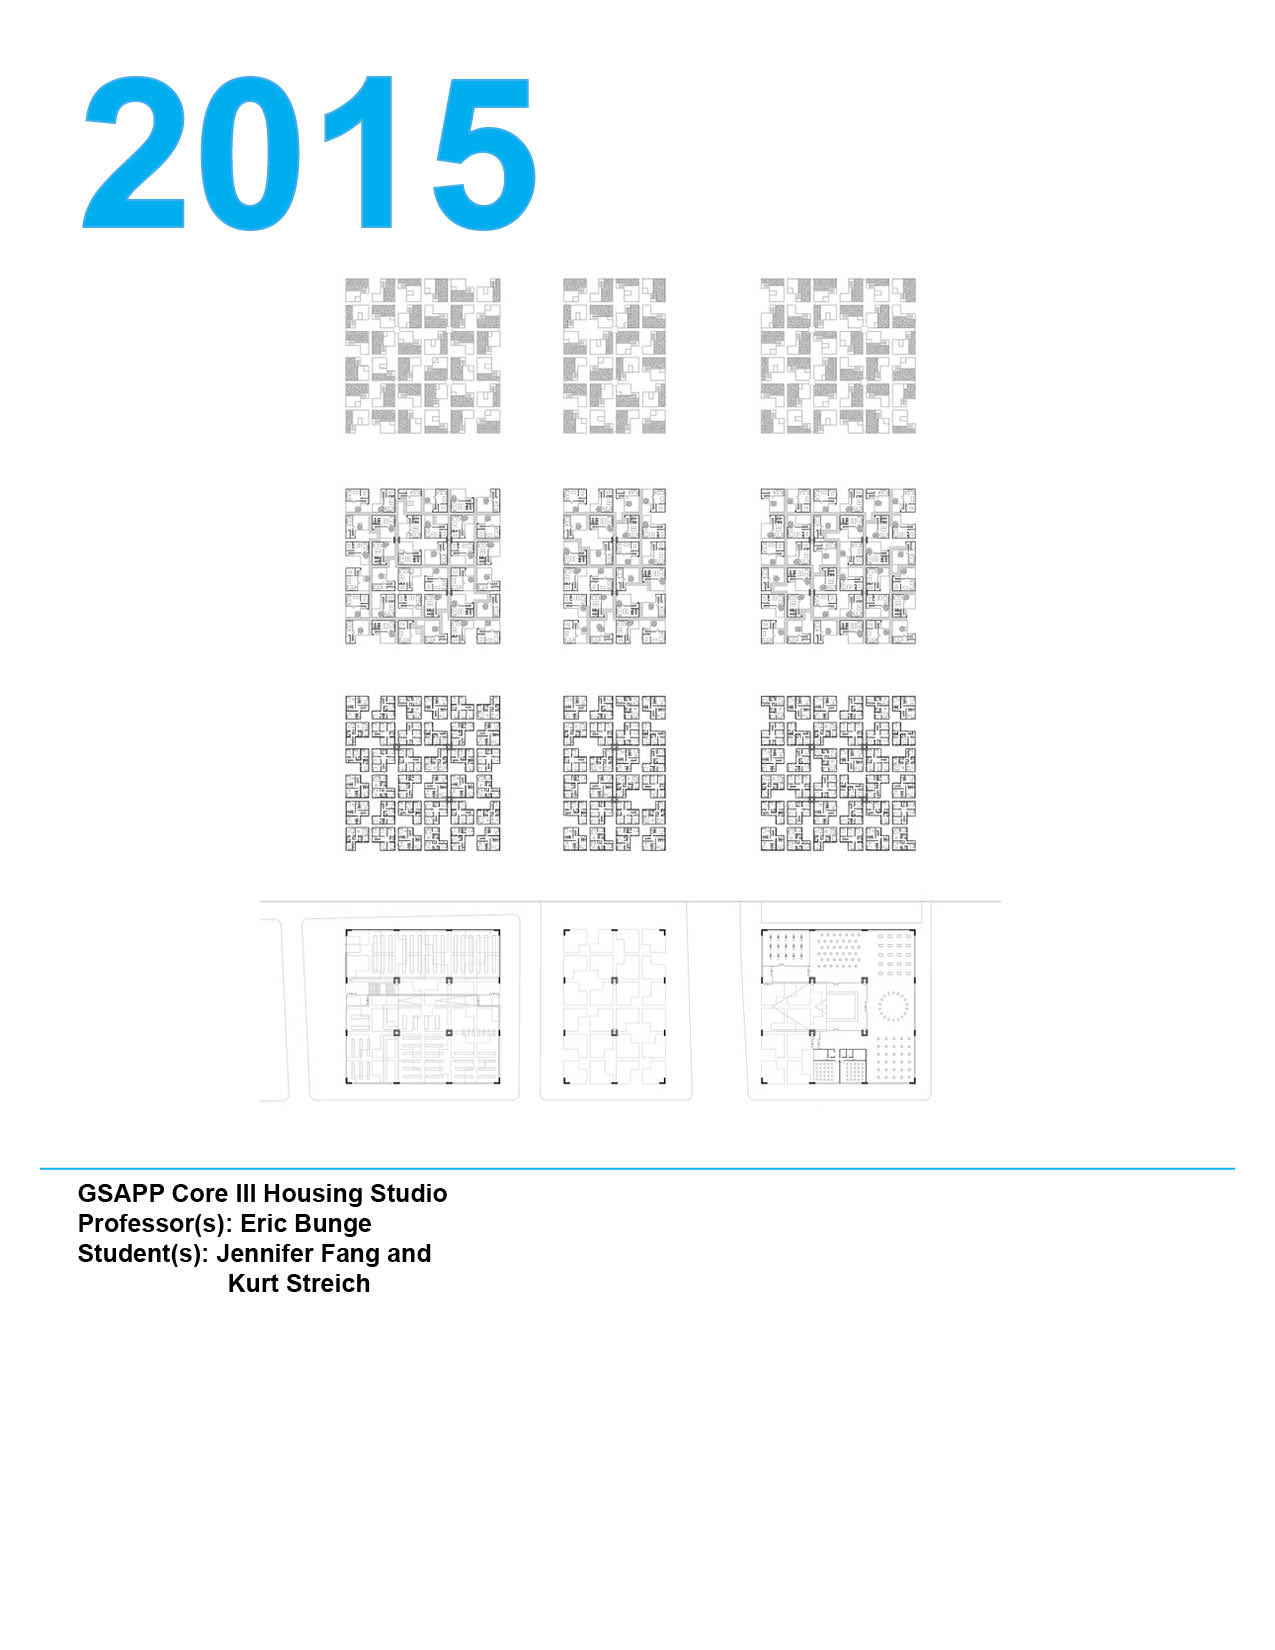 2015
GSAPP Core III Housing Studio
Professor(s): Eric Bunge
Student(s): Jennifer Fang and
Kurt Streich